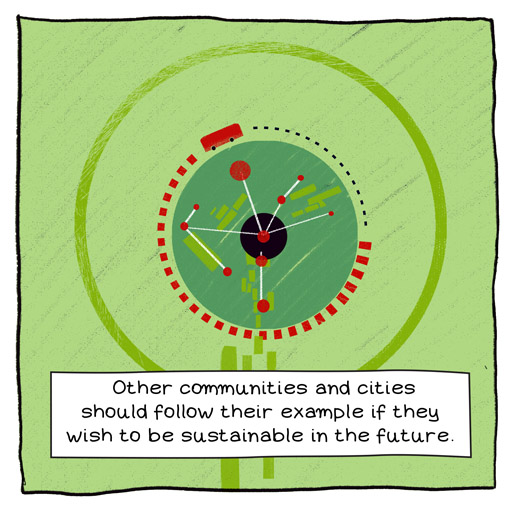 Other communities and cities
should follow their example if they
wish to be sustainable in the future.